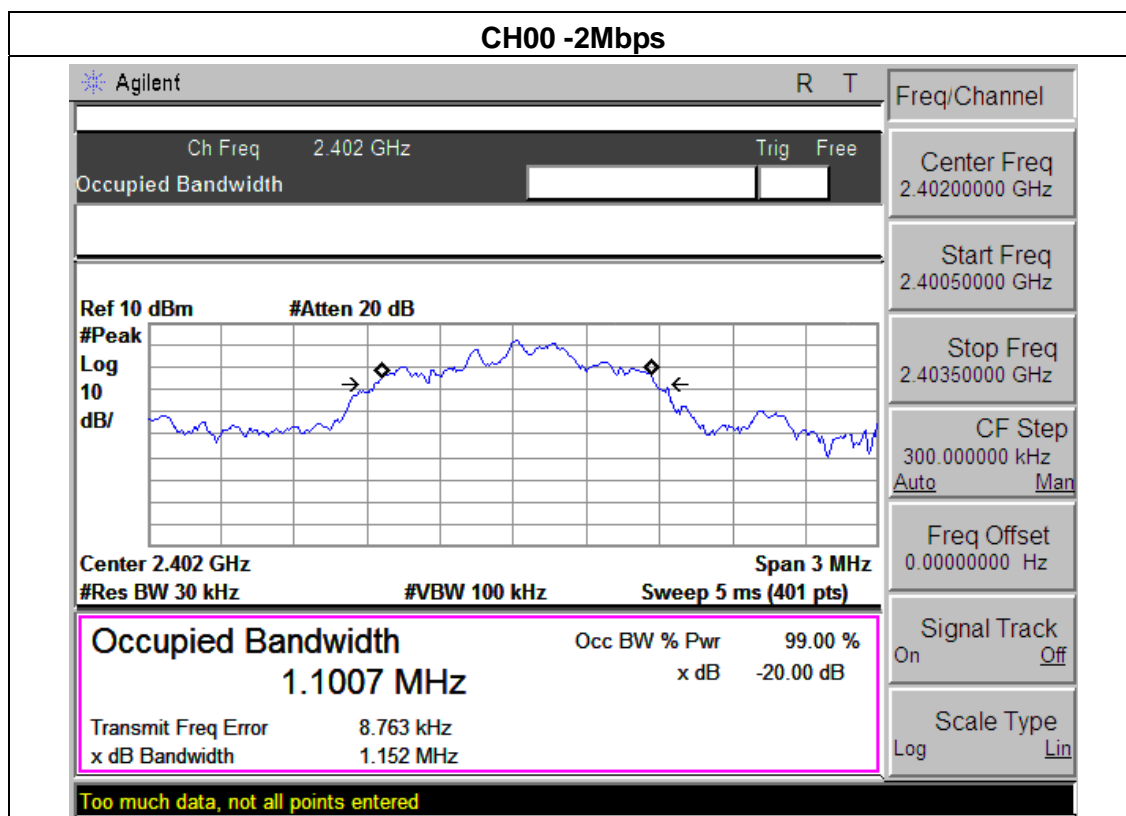 CH00 -2Mbps
Agilent R T
Ch Freq 2.402 GHz Trig Free
Occupied Bandwidth
Ref 10 dBm #Atten 20 dB
#Peak
Log
10
dB/
Center 2.402 GHz Span 3 MHz
#Res BW 30 kHz #VBW 100 kHz Sweep 5 ms (401 pts)
Occupied Bandwidth Occ BW % Pwr 99.00 %
1.1007 MHz x dB -20.00 dB
Transmit Freq Error 8.763 kHz
x dB Bandwidth 1.152 MHz
Too much data, not all points entered
Freq/Channel
Center Freq
2.40200000 GHz
Start Freq
2.40050000 GHz
Stop Freq
2.40350000 GHz
CF Step
300.000000 kHz
Auto Man
Freq Offset
0.00000000 Hz
Signal Track
On Off
Scale Type
Log Lin